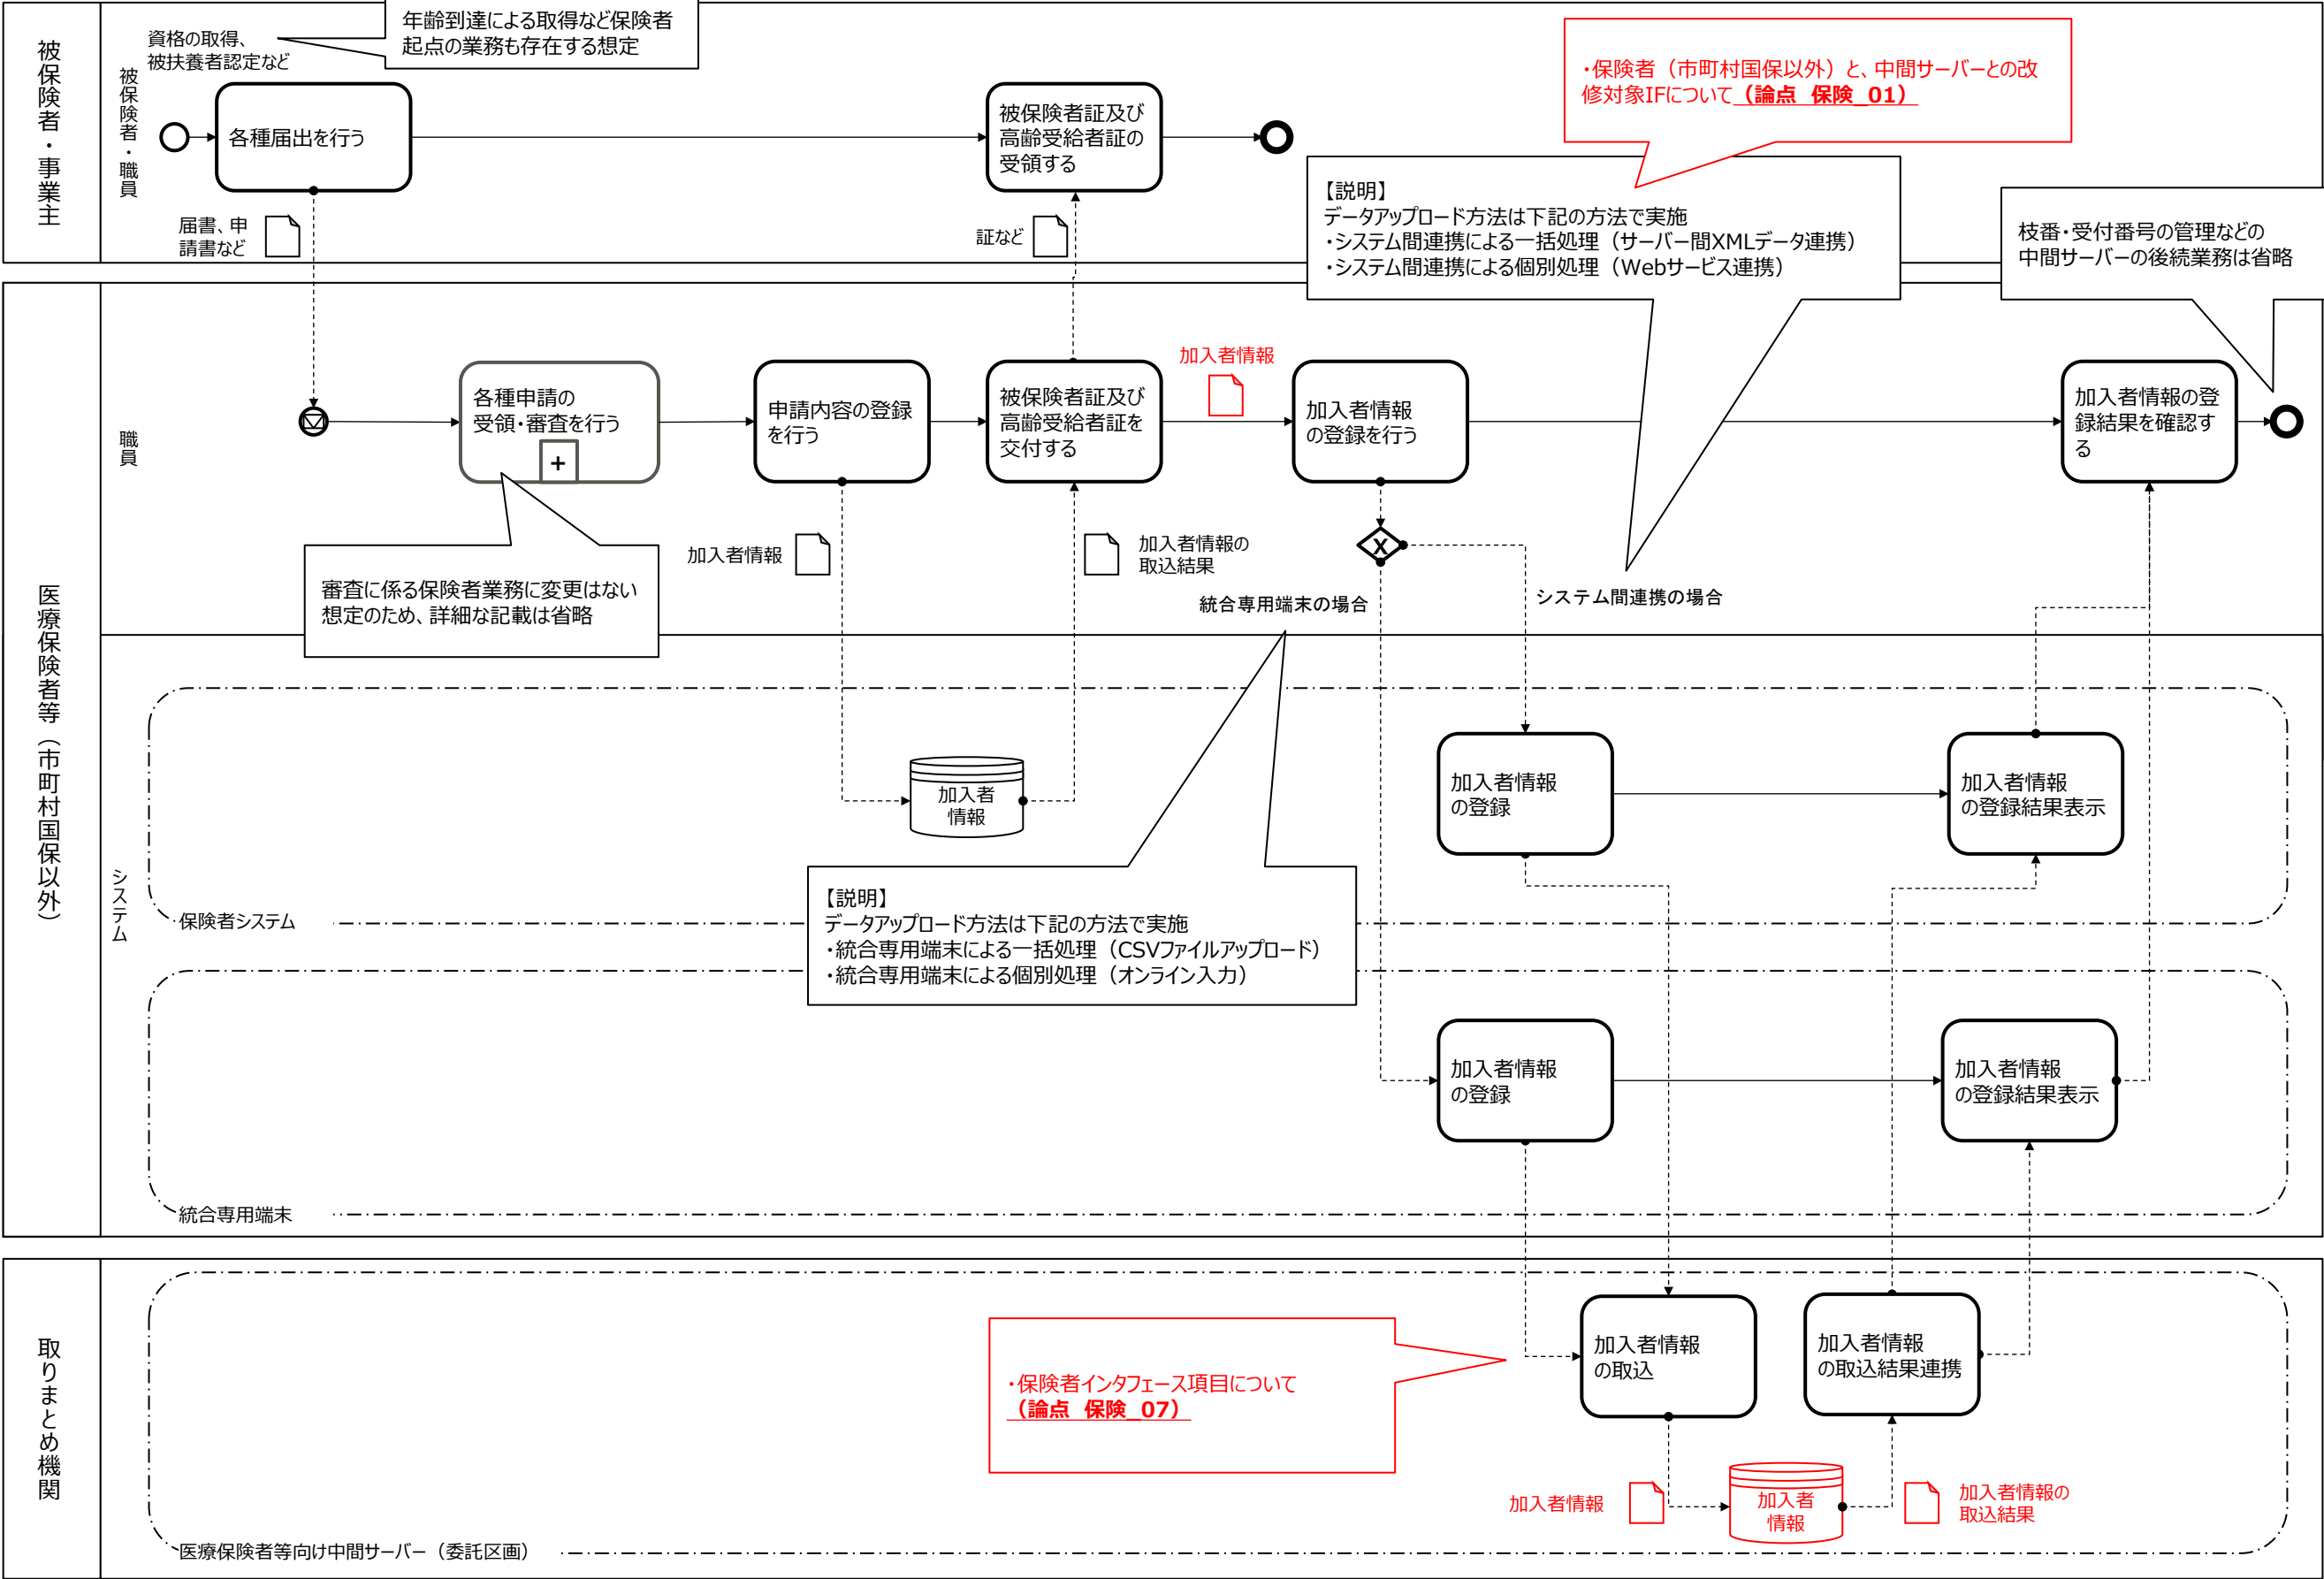 被保険者・事業主
被保険者・職員
資格の取得、
被扶養者認定など
年齢到達による取得など保険者
起点の業務も存在する想定
各種届出を行う
被保険者証及び
高齢受給者証の
受領する
・保険者（市町村国保以外）と、中間サーバーとの改
修対象IFについて（論点　保険_01）
届書、申
請書など
証など
【説明】
データアップロード方法は下記の方法で実施
・システム間連携による一括処理（サーバー間XMLデータ連携）
・システム間連携による個別処理（Webサービス連携）
枝番・受付番号の管理などの
中間サーバーの後続業務は省略
医療保険者等（市町村国保以外）
職員
各種申請の
受領・審査を行う
+
申請内容の登録
を行う
被保険者証及び
高齢受給者証を
交付する
加入者情報
加入者情報
の登録を行う
加入者情報の登
録結果を確認す
る
審査に係る保険者業務に変更はない
想定のため、詳細な記載は省略
加入者情報
加入者情報の
取込結果
X
統合専用端末の場合
システム間連携の場合
システム
加入者
情報
加入者情報
の登録
加入者情報
の登録結果表示
保険者システム
【説明】
データアップロード方法は下記の方法で実施
・統合専用端末による一括処理（CSVファイルアップロード）
・統合専用端末による個別処理（オンライン入力）
加入者情報
の登録
加入者情報
の登録結果表示
統合専用端末
取りまとめ機関
・保険者インタフェース項目について
（論点　保険_07）
加入者情報
の取込
加入者情報
の取込結果連携
加入者情報
加入者
情報
加入者情報の
取込結果
医療保険者等向け中間サーバー（委託区画）